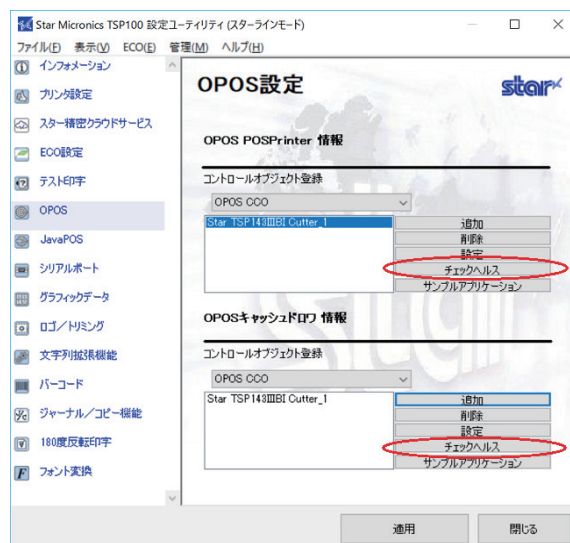 Star Micronics TSP100 設定ユーティリティ (スターラインモード)
ファイル(F) 表示(V) ECO(E) 管理(M) ヘルプ(H)
インフォメーション
プリンタ設定
スター精密クラウドサービス
ECO設定
テスト印字
OPOS
JavaPOS
シリアルポート
グラフィックデータ
ロゴ/トリミング
文字列拡張機能
バーコード
ジャーナル/コピー機能
180度反転印字
フォント変換
OPOS設定
star
OPOS POSPrinter 情報
コントロールオブジェクト登録
OPOS CCO
Star TSP143IIIBI Cutter_1
追加
削除
設定
チェックヘルス
サンプルアプリケーション
OPOSキャッシュドロワ 情報
コントロールオブジェクト登録
OPOS CCO
Star TSP143IIIBI Cutter_1
追加
削除
設定
チェックヘルス
サンプルアプリケーション
適用
閉じる